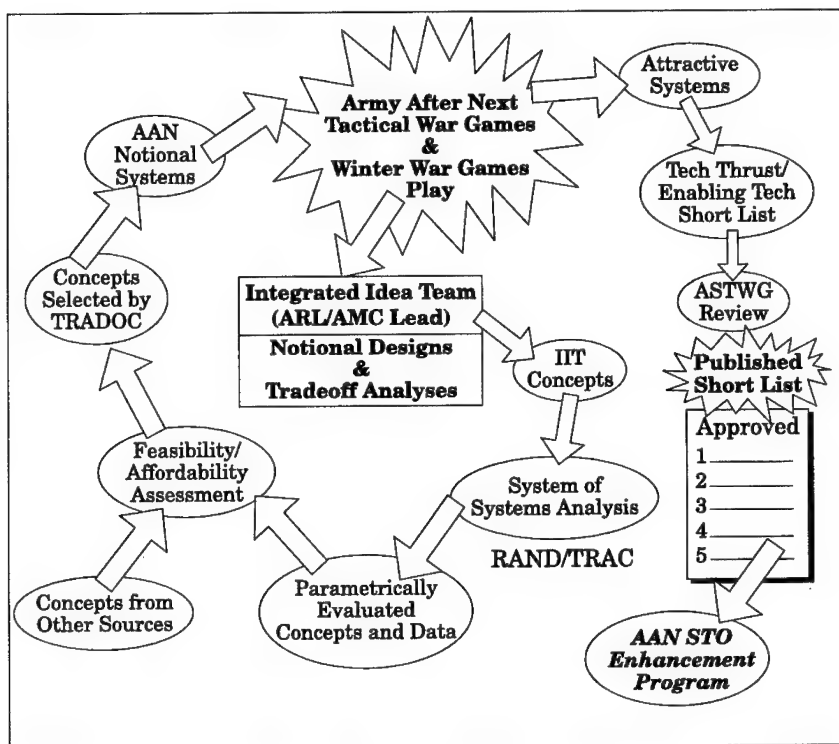 Army After Next
Tactical War Games
&
Winter War Games
Play
Attractive
Systems
AAN
Notional
Systems
Tech Thrust/
Enabling Tech
Short List
Concepts
Selected by
TRADOC
Integrated Idea Team
(ARL/AMC Lead)
Notional Designs
&
Tradeoff Analyses
ASTWG
Review
IIT
Concepts
Published
Short List
Approved
1
2
3
4
5
Feasibility/
Affordability
Assessment
System of
Systems Analysis
RAND/TRAC
Concepts from
Other Sources
Parametrically
Evaluated
Concepts and Data
AAN STO
Enhancement
Program